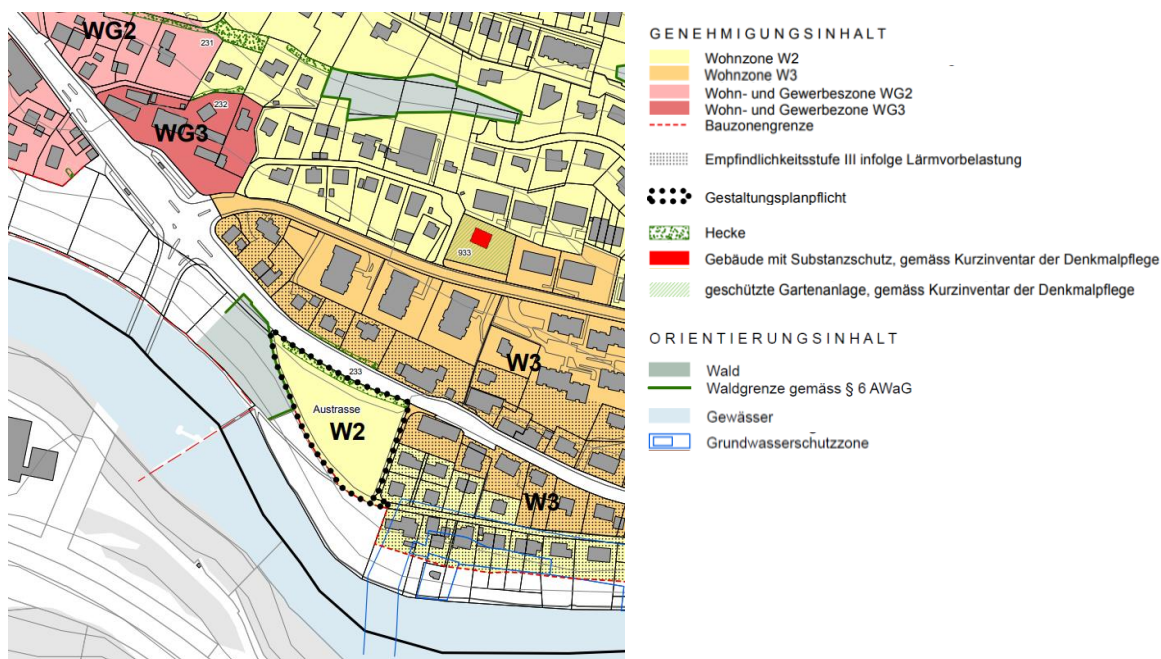 WG2
231
232
WG3
933
W3
233
Austrasse
W2
W3
GENEHMIGUNGSINHALT
Wohnzone W2
Wohnzone W3
Wohn- und Gewerbeszone WG2
Wohn- und Gewerbezone WG3
Bauzonengrenze
Empfindlichkeitsstufe III infolge Lärmvorbelastung
Gestaltungsplanpflicht
Hecke
Gebäude mit Substanzschutz, gemäss Kurzinventar der Denkmalpflege
geschützte Gartenanlage, gemäss Kurzinventar der Denkmalpflege
ORIENTIERUNGSINHALT
Wald
Waldgrenze gemäss § 6 AWaG
Gewässer
Grundwasserschutzzone